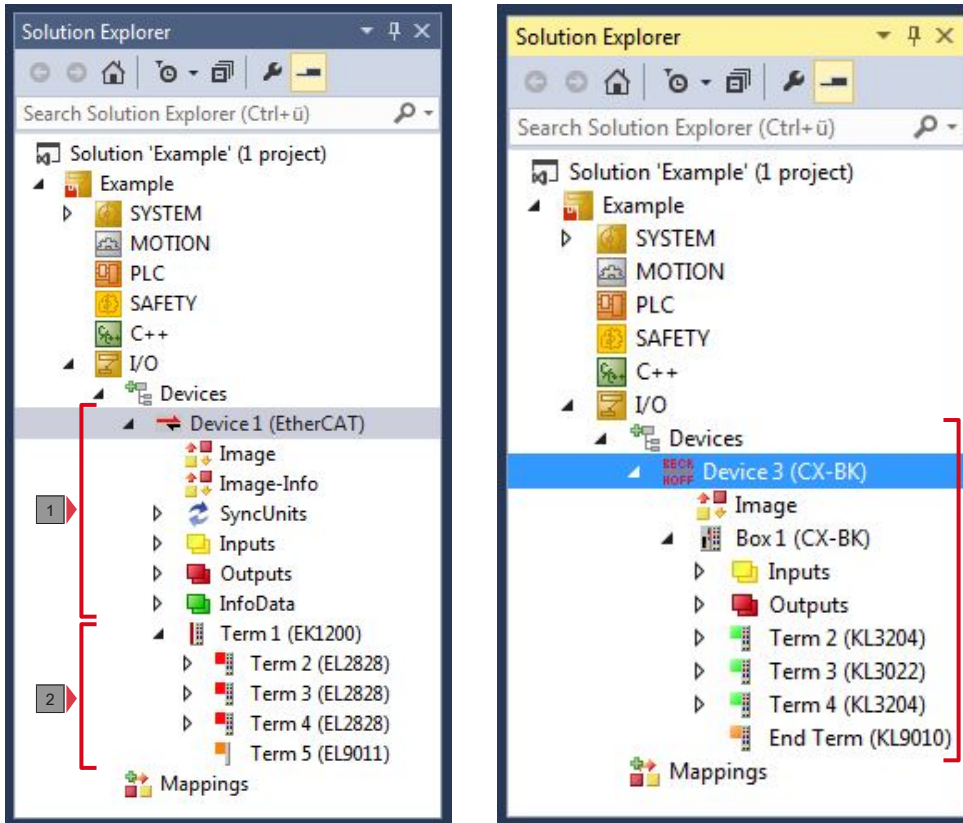 Solution Explorer
Search Solution Explorer (Ctrl+ü)
Solution 'Example' (1 project)
Example
SYSTEM
MOTION
PLC
SAFETY
C++
I/O
Devices
Device 1 (EtherCAT)
Image
Image-Info
1
SyncUnits
Inputs
Outputs
InfoData
Term 1 (EK1200)
Term 2 (EL2828)
2
Term 3 (EL2828)
Term 4 (EL2828)
Term 5 (EL9011)
Mappings
Solution Explorer
Search Solution Explorer (Ctrl+ü)
Solution 'Example' (1 project)
Example
SYSTEM
MOTION
PLC
SAFETY
C++
I/O
Devices
BECK
HOFF
Device 3 (CX-BK)
Image
Box 1 (CX-BK)
Inputs
Outputs
Term 2 (KL3204)
Term 3 (KL3022)
Term 4 (KL3204)
End Term (KL9010)
Mappings